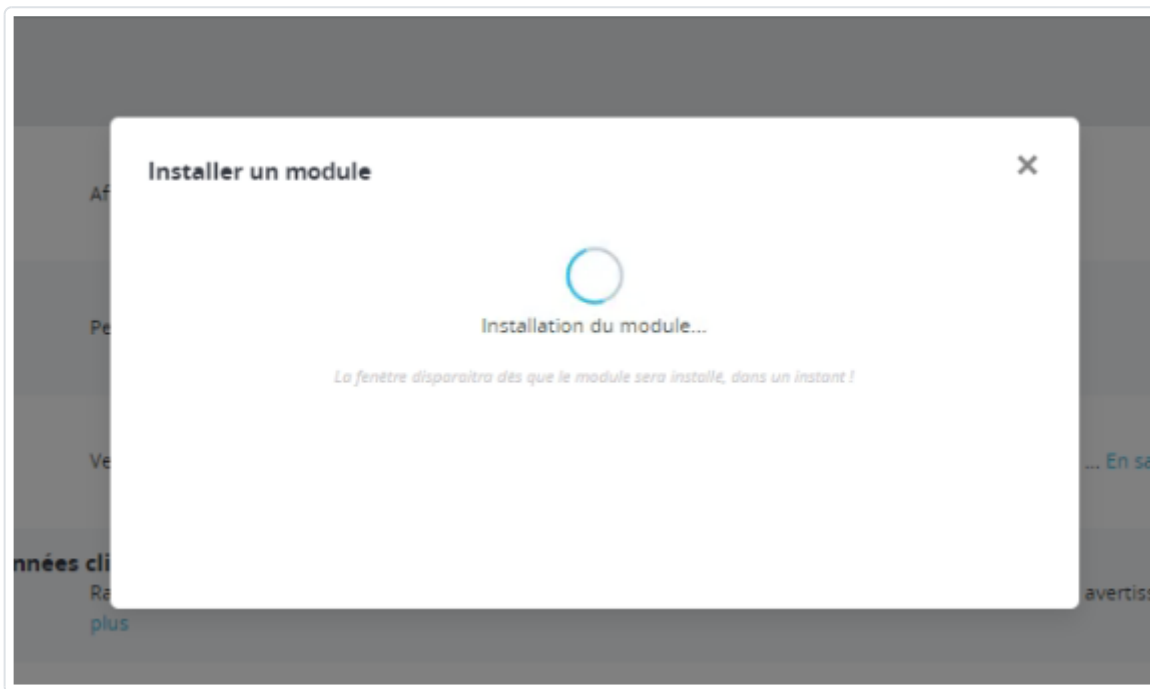 Installer un module
×
Af
Installation du module...
Pe
La fenêtre disparaitra dès que le module sera installé, dans un instant !
Ve
... En sa
nnées cli
Ra
avertiss
plus